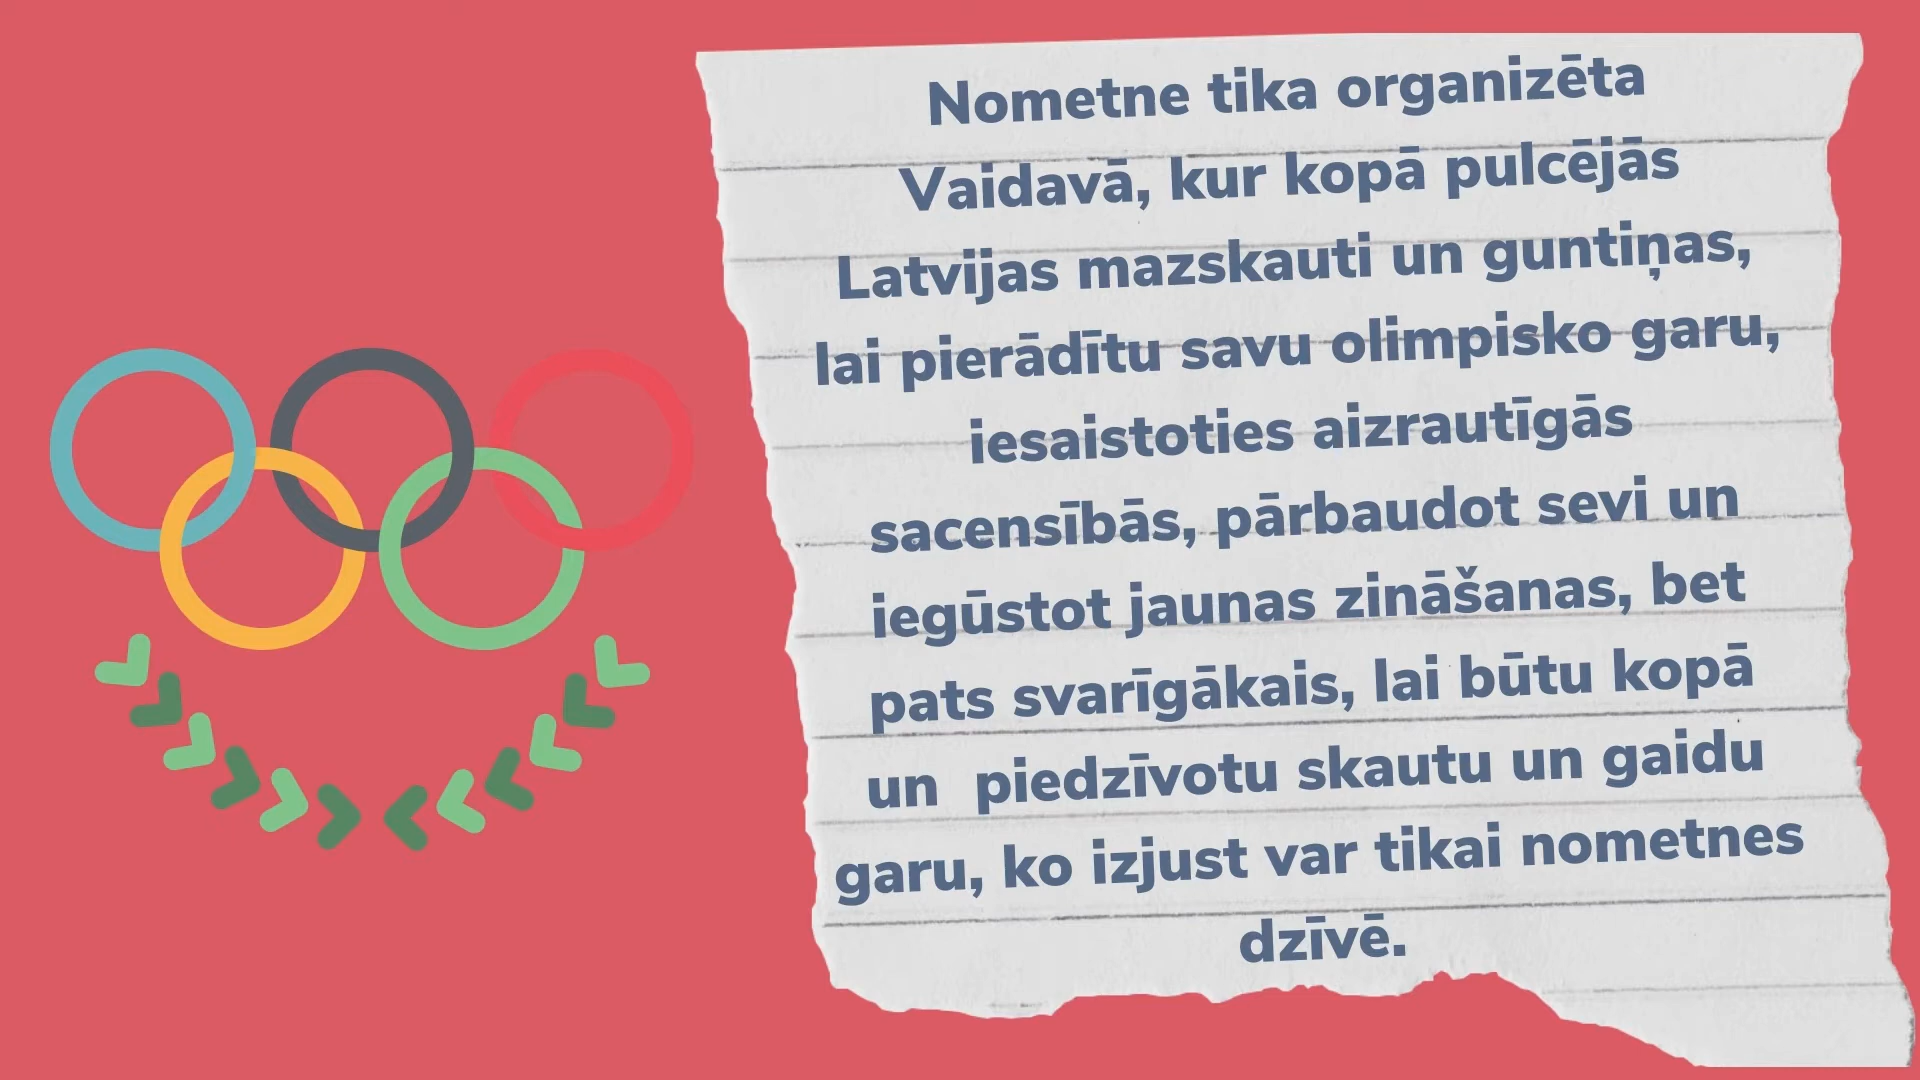 Nometne tika organizēta
Vaidavā, kur kopā pulcējās
Latvijas mazskauti un guntiņas,
lai pierādītu savu olimpisko garu,
iesaistoties aizrautīgās
sacensībās, pārbaudot sevi un
iegūstot jaunas zināšanas, bet
pats svarīgākais, lai būtu kopā
un  piedzīvotu skautu un gaidu
garu, ko izjust var tikai nometnes
dzīvē.